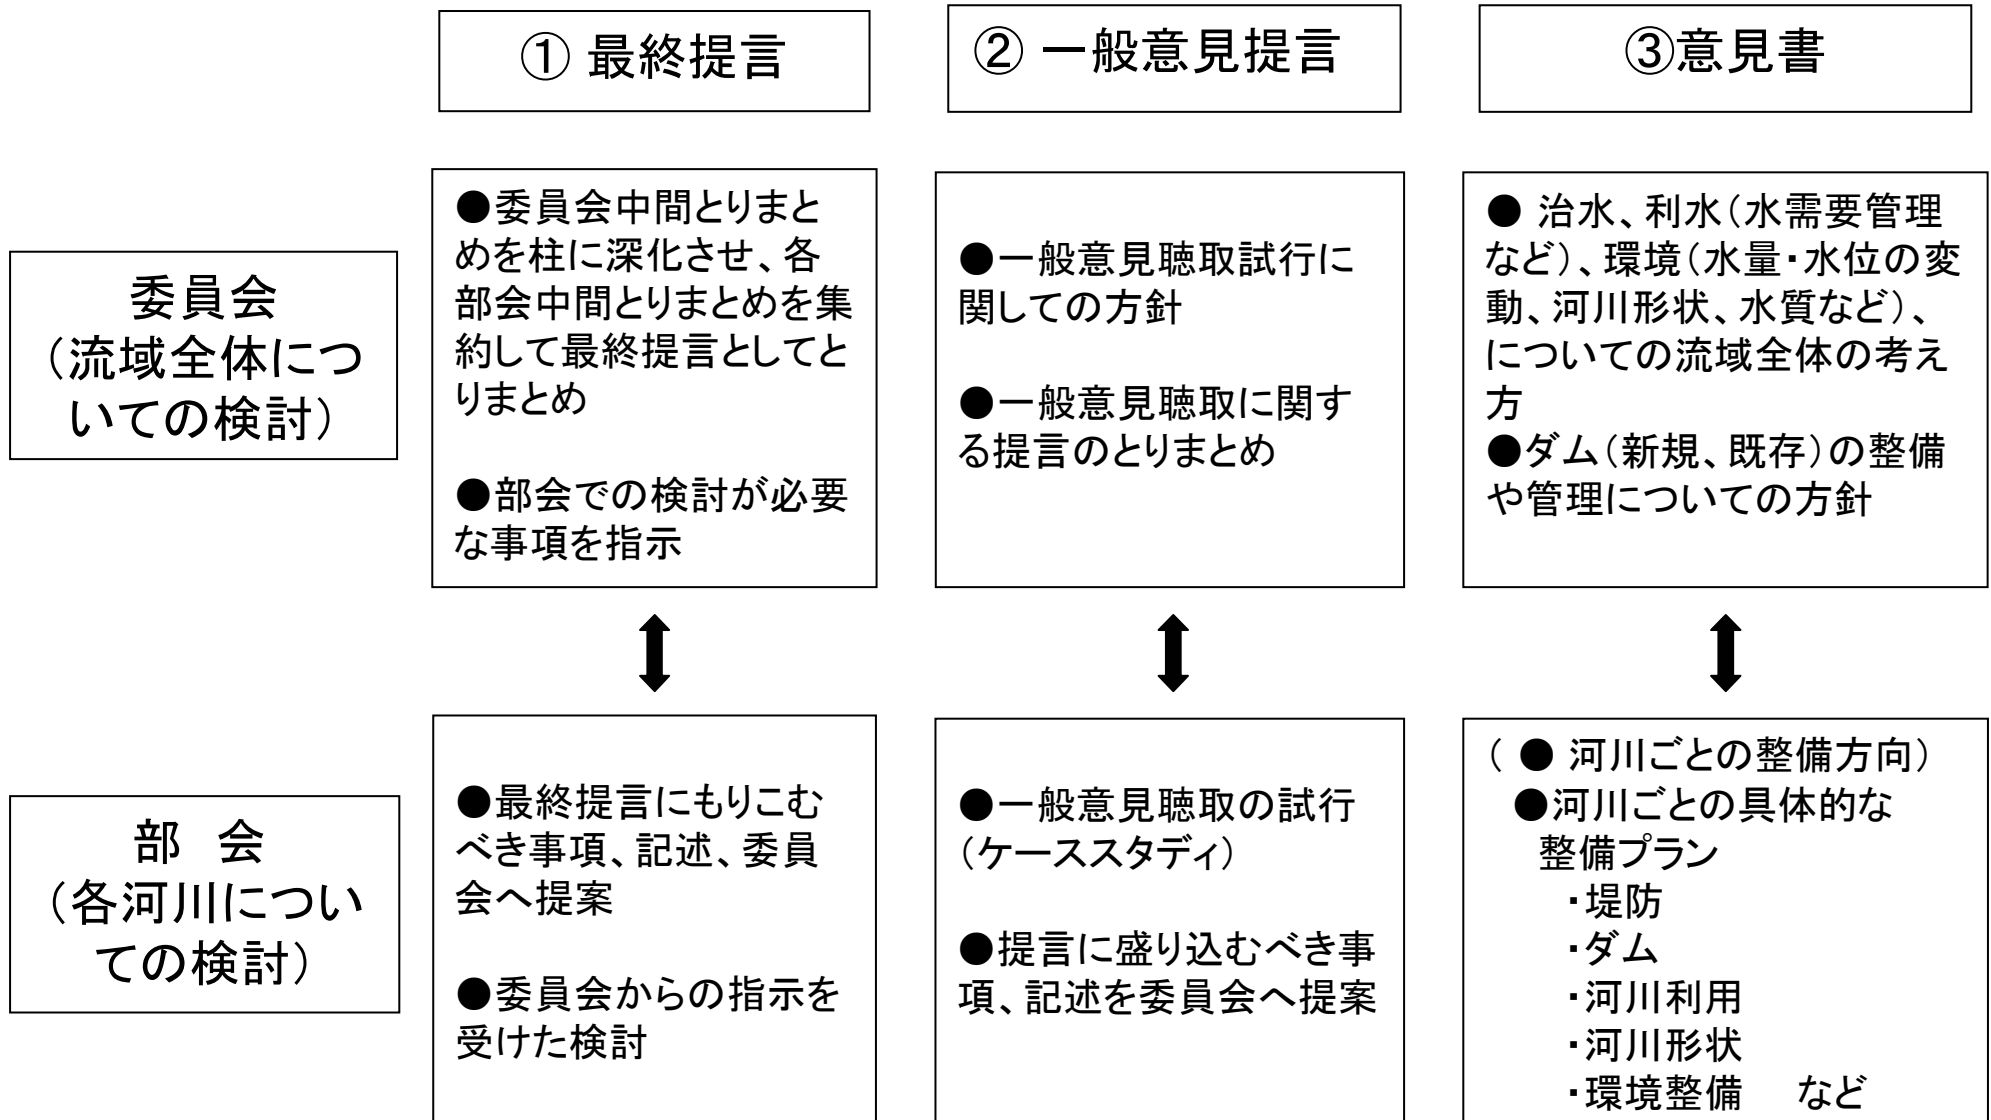 ① 最終提言
② 一般意見提言
③意見書
委員会
（流域全体につ
いての検討）
●委員会中間とりまと
めを柱に深化させ、各
部会中間とりまとめを集
約して最終提言としてと
りまとめ
●部会での検討が必要
な事項を指示
●一般意見聴取試行に
関しての方針
●一般意見聴取に関す
る提言のとりまとめ
● 治水、利水（水需要管理
など）、環境（水量・水位の変
動、河川形状、水質など）、
についての流域全体の考え
方
●ダム（新規、既存）の整備
や管理についての方針
部　会
（各河川につい
ての検討）
●最終提言にもりこむ
べき事項、記述、委員
会へ提案
●委員会からの指示を
受けた検討
●一般意見聴取の試行
（ケーススタディ）
●提言に盛り込むべき事
項、記述を委員会へ提案
（ ● 河川ごとの整備方向）
●河川ごとの具体的な
整備プラン
・堤防
・ダム
・河川利用
・河川形状
・環境整備　など